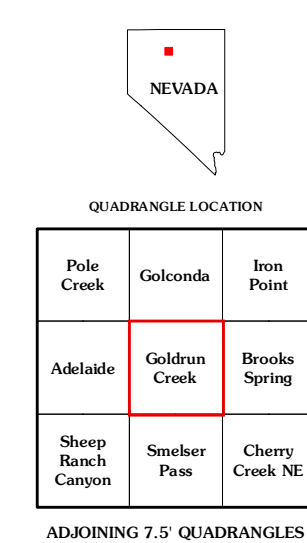 NEVADA
QUADRANGLE LOCATION
Pole
Creek
Golconda
Iron
Point
Adelaide
Goldrun
Creek
Brooks
Spring
Sheep
Ranch
Canyon
Smelser
Pass
Cherry
Creek NE
ADJOINING 7.5' QUADRANGLES